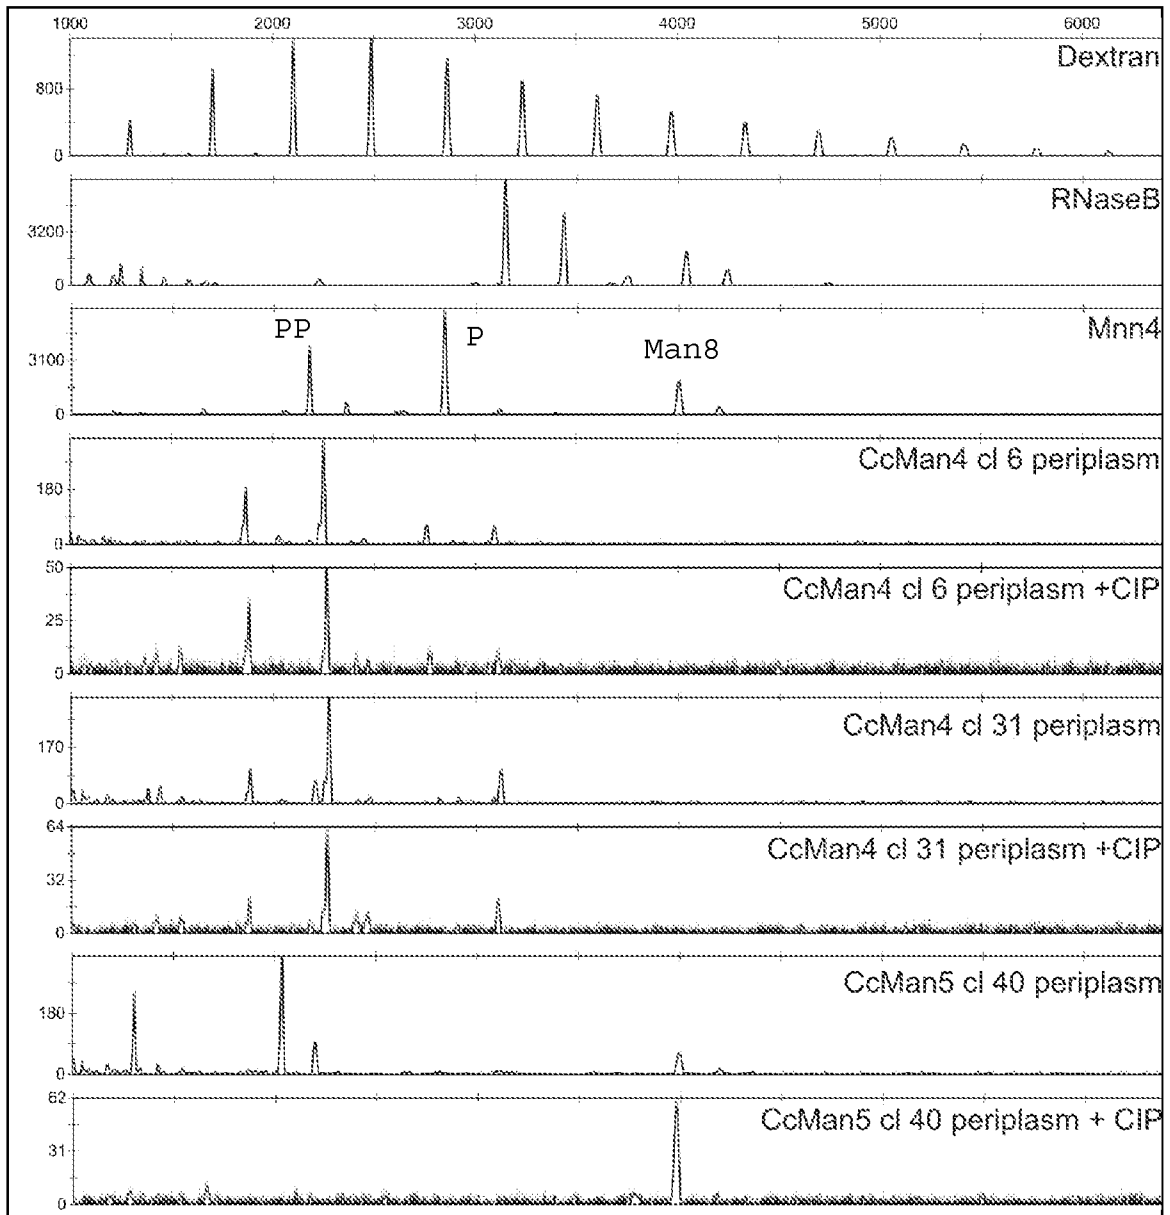 1000 2000 3000 4000 5000 6000
Dextran
800
0
RNaseB
3200
0
Mnn4
PP
P
Man8
3100
0
CcMan4 cl 6 periplasm
180
0
50
CcMan4 cl 6 periplasm +CIP
25
0
CcMan4 cl 31 periplasm
170
0
64
CcMan4 cl 31 periplasm +CIP
32
0
CcMan5 cl 40 periplasm
180
0
62
CcMan5 cl 40 periplasm + CIP
31
0